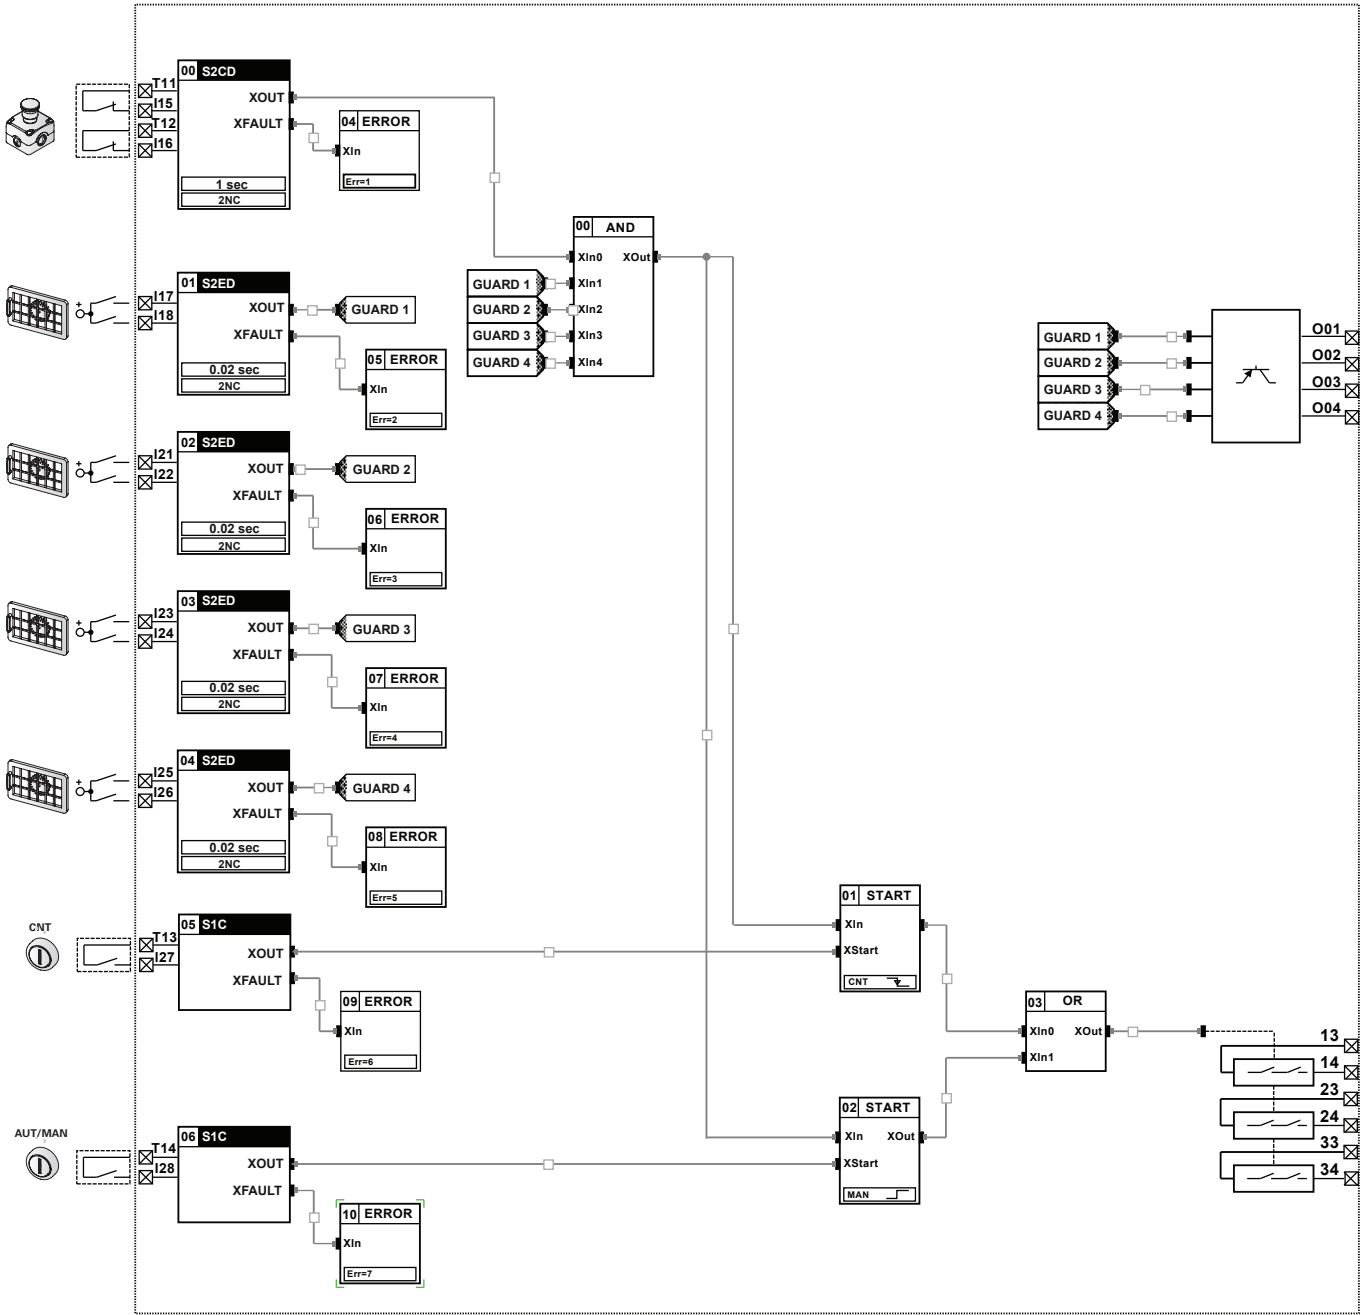 00 S2CD
T11
I15
T12
I16
XOUT
XFAULT
1 sec
2NC
04 ERROR
XIn
Err=1
00 AND
XIn0 XOut
XIn1
XIn2
XIn3
XIn4
GUARD 1
GUARD 2
GUARD 3
GUARD 4
01 S2ED
+
I17
I18
XOUT
XFAULT
0.02 sec
2NC
GUARD 1
05 ERROR
XIn
Err=2
GUARD 1
GUARD 2
GUARD 3
GUARD 4
O01
O02
O03
O04
02 S2ED
+
I21
I22
XOUT
XFAULT
0.02 sec
2NC
GUARD 2
06 ERROR
XIn
Err=3
03 S2ED
+
I23
I24
XOUT
XFAULT
0.02 sec
2NC
GUARD 3
07 ERROR
XIn
Err=4
04 S2ED
+
I25
I26
XOUT
XFAULT
0.02 sec
2NC
GUARD 4
08 ERROR
XIn
Err=5
CNT
05 S1C
T13
I27
XOUT
XFAULT
09 ERROR
XIn
Err=6
01 START
XIn
XStart
CNT
03 OR
XIn0 XOut
XIn1
13
14
23
24
33
34
AUT/MAN
06 S1C
T14
I28
XOUT
XFAULT
10 ERROR
XIn
Err=7
02 START
XIn XOut
XStart
MAN